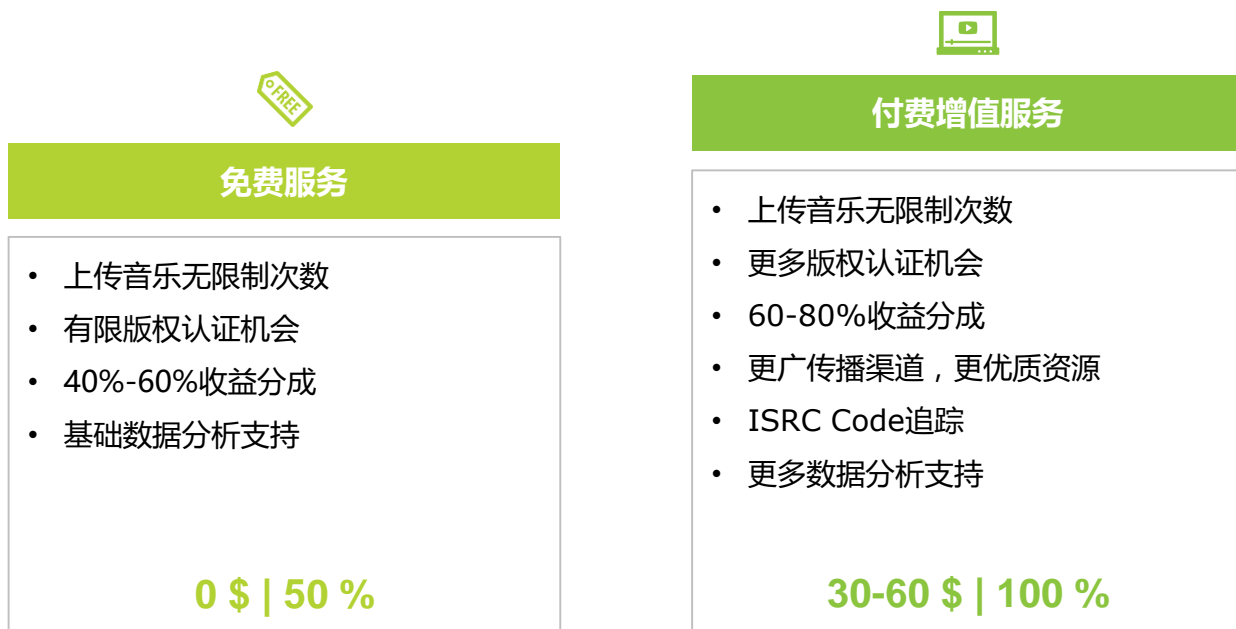 FREE
免费服务
• 上传音乐无限制次数
• 有限版权认证机会
• 40%-60%收益分成
• 基础数据分析支持
0 $ | 50 %
付费增值服务
• 上传音乐无限制次数
• 更多版权认证机会
• 60-80%收益分成
• 更广传播渠道，更优质资源
• ISRC Code追踪
• 更多数据分析支持
30-60 $ | 100 %